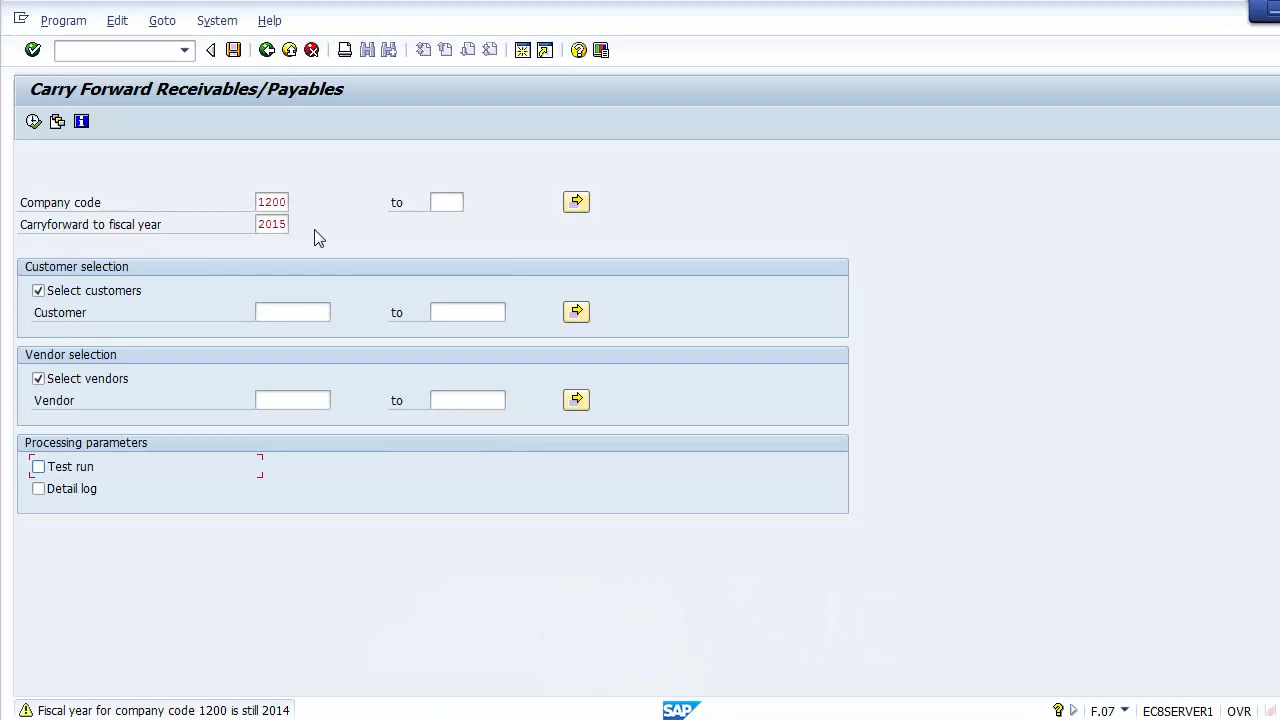 Program Edit Goto System Help
Carry Forward Receivables/Payables
Company code 1200 to
Carryforward to fiscal year 2015
Customer selection
Select customers
Customer to
Vendor selection
Select vendors
Vendor to
Processing parameters
Test run
Detail log
Fiscal year for company code 1200 is still 2014 SAP F.07 EC8SERVER1 OVR